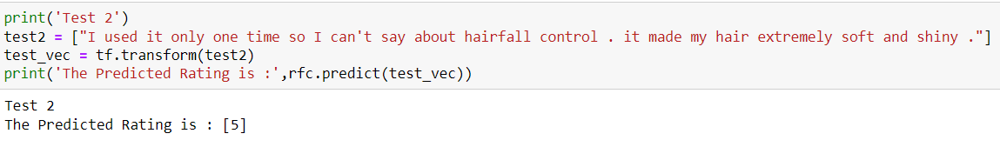 print('Test 2')
test2 = ["I used it only one time so I can't say about hairfall control . it made my hair extremely soft and shiny ."]
test_vec = tf.transform(test2)
print('The Predicted Rating is :',rfc.predict(test_vec))
Test 2
The Predicted Rating is : [5]